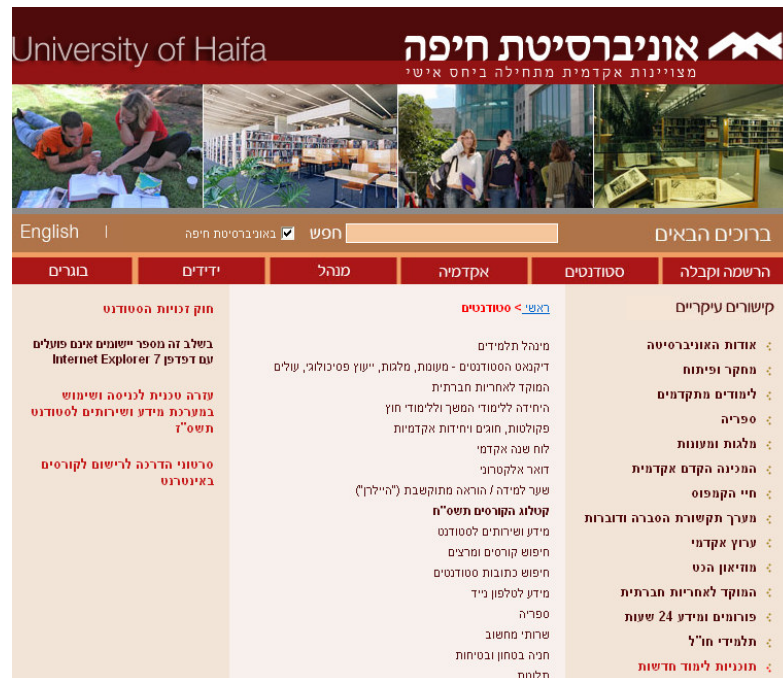 University of Haifa
אוניברסיטת חיפה
מצויינות אקדמית מתחילה ביחס אישי
ברוכים הבאים
חפש
באוניברסיטת חיפה
|
English
הרשמה וקבלה
סטודנטים
אקדמיה
מנהל
ידידים
בוגרים
קישורים עיקריים
אודות האוניברסיטה
מחקר ופיתוח
לימודים מתקדמים
ספריה
מלגות ומעונות
המכינה הקדם אקדמית
חיי הקמפוס
מערך תקשורת הסברה ודוברות
ערוץ אקדמי
מוזיאון הכט
המוקד לאחריות חברתית
פורומים ומידע 24 שעות
תלמידי חו"ל
תוכניות לימוד חדשות
ראשי > סטודנטים
מינהל תלמידים
דיקנאט הסטודנטים - מעונות, מלגות, ייעוץ פסיכולוגי, עולים
המוקד לאחריות חברתית
היחידה ללימודי המשך וללימודי חוץ
פקולטות, חוגים ויחידות אקדמיות
לוח שנה אקדמי
דואר אלקטרוני
שער למידה / הוראה מתוקשבת ("היילרן")
קטלוג הקורסים תשס"ח
מידע ושירותים לסטודנט
חיפוש קורסים ומרצים
חיפוש כתובות סטודנטים
מידע לטלפון נייד
ספריה
שרותי מחשוב
חניה בטחון ובטיחות
חוק זכויות הסטודנט
בשלב זה מספר יישומים אינם פועלים
עם דפדפן Internet Explorer 7
עזרה טכנית לכניסה ושימוש
במערכת מידע ושירותים לסטודנט
תשס"ז
סרטוני הדרכה לרישום לקורסים
באינטרנט